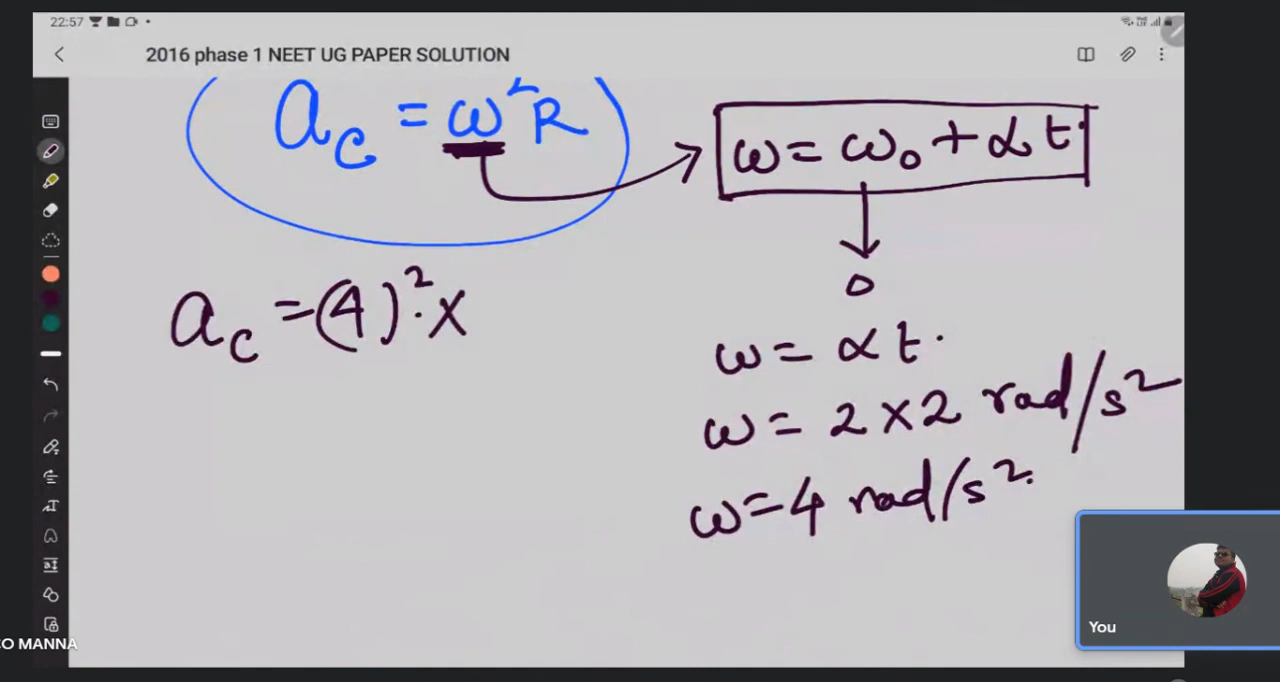 22:57
2016 phase 1 NEET UG PAPER SOLUTION
a_c = ω²R
ω = ω₀ + αt
0
a_c = (4)² ×
ω = αt
ω = 2 × 2 rad/s²
ω = 4 rad/s²
You
CO MANNA